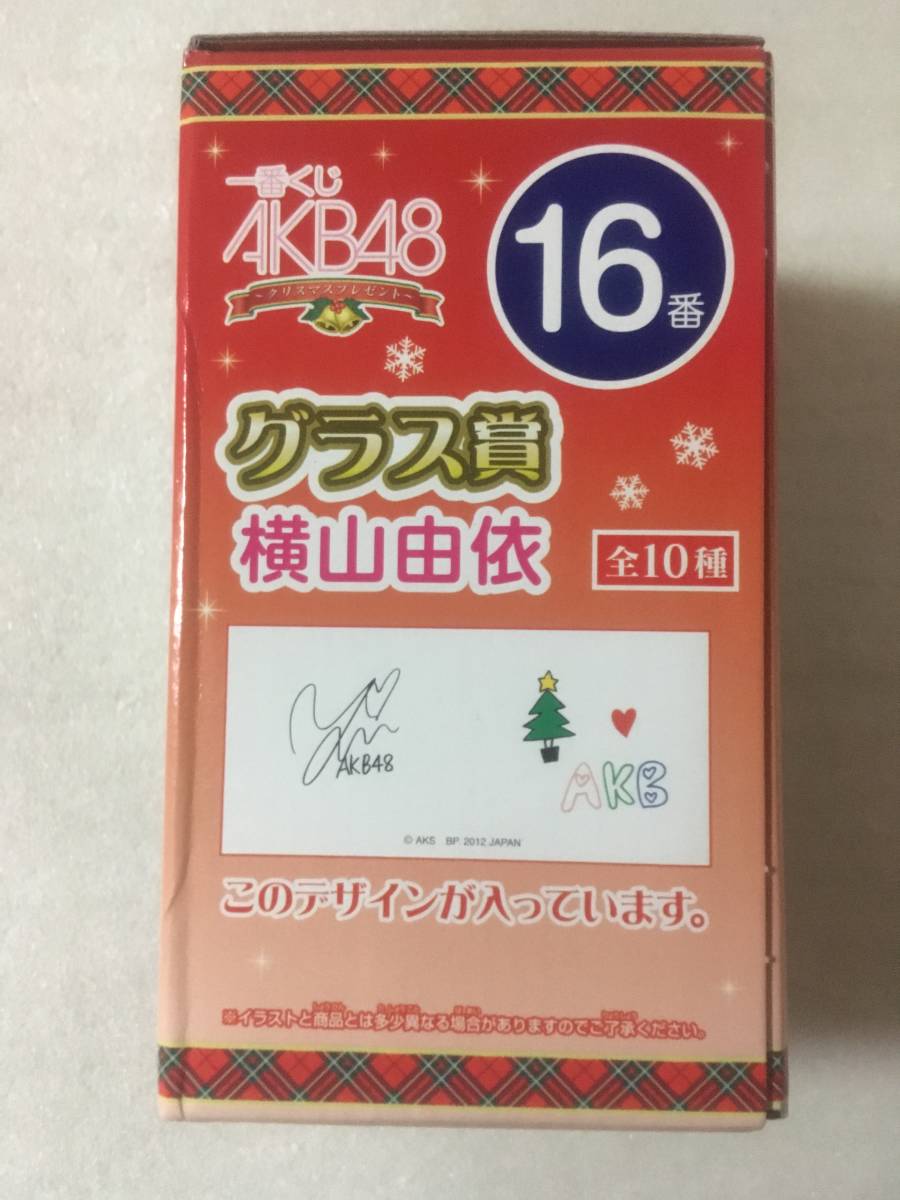 一番くじ
AKB48
～クリスマスプレゼント～
16番
グラス賞
横山由依
全10種
AKB48
AKB
© AKS BP 2012 JAPAN
このデザインが入っています。
※イラストと商品とは多少異なる場合がありますのでご了承ください。